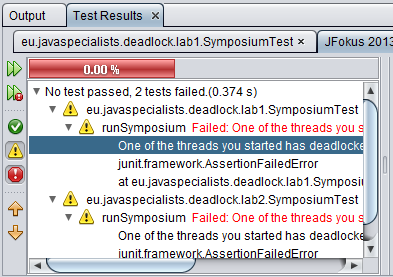 Output Test Results ×
eu.javaspecialists.deadlock.lab1.SymposiumTest × JFokus 2013
0.00 %
No test passed, 2 tests failed.(0.374 s)
eu.javaspecialists.deadlock.lab1.SymposiumTest
runSymposium Failed: One of the threads you s
One of the threads you started has deadlocke
junit.framework.AssertionFailedError
at eu.javaspecialists.deadlock.lab1.Symposiu
eu.javaspecialists.deadlock.lab2.SymposiumTest
runSymposium Failed: One of the threads you s
One of the threads you started has deadlocke
junit.framework.AssertionFailedError